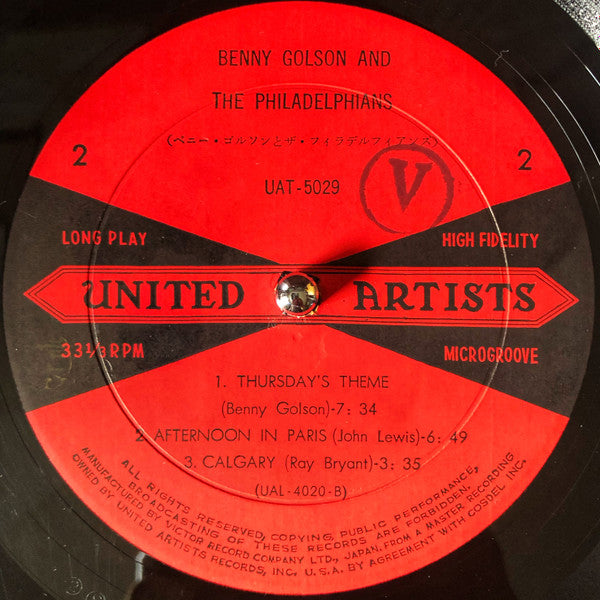 BENNY GOLSON AND
THE PHILADELPHIANS
(ベニー・ゴルソンとザ・フィラデルフィアンズ)
2
2
UAT-5029
V
LONG PLAY
HIGH FIDELITY
UNITED ARTISTS
33⅓ RPM
MICROGROOVE
1. THURSDAY'S THEME
(Benny Golson)-7: 34
2. AFTERNOON IN PARIS (John Lewis)-6: 49
3. CALGARY (Ray Bryant)-3: 35
(UAL-4020-B)
ALL RIGHTS RESERVED, COPYING, PUBLIC PERFORMANCE,
BROADCASTING OF THESE RECORDS ARE FORBIDDEN.
MANUFACTURED BY VICTOR RECORD COMPANY LTD., JAPAN. FROM A MASTER RECORDING
OWNED BY UNITED ARTISTS RECORDS, INC. U.S.A. BY AGREEMENT WITH COSDEL INC.